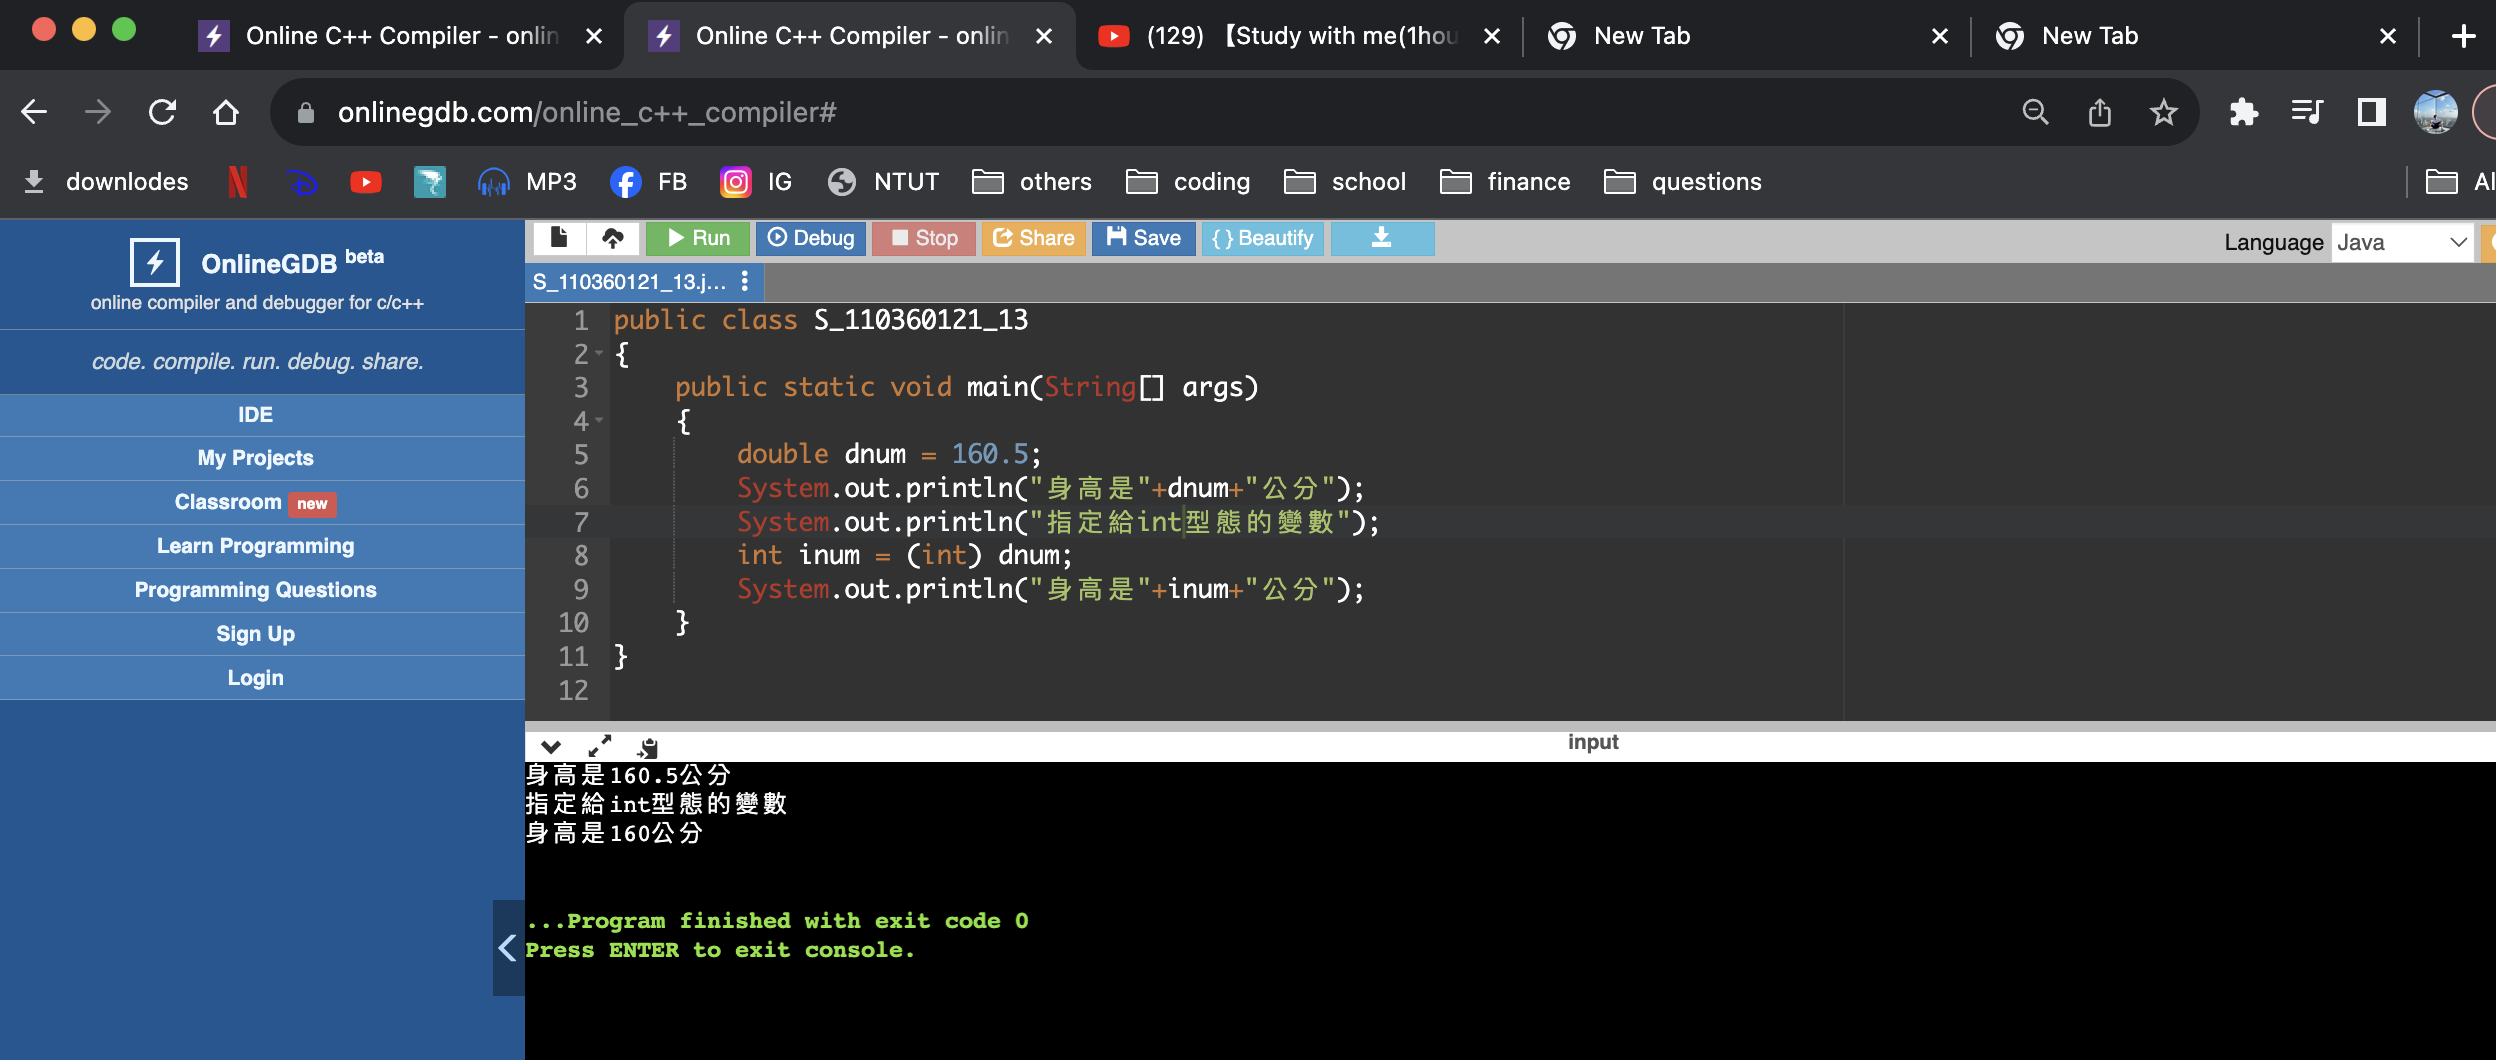 Online C++ Compiler - onlin
Online C++ Compiler - onlin
(129) 【Study with me(1hou
New Tab
New Tab
onlinegdb.com/online_c++_compiler#
downlodes
MP3
FB
IG
NTUT
others
coding
school
finance
questions
Al
OnlineGDB beta
online compiler and debugger for c/c++
code. compile. run. debug. share.
IDE
My Projects
Classroom new
Learn Programming
Programming Questions
Sign Up
Login
Run
Debug
Stop
Share
Save
{ } Beautify
Language Java
S_110360121_13.j...
1 public class S_110360121_13
2 {
3     public static void main(String[] args)
4     {
5         double dnum = 160.5;
6         System.out.println("身高是"+dnum+"公分");
7         System.out.println("指定給int型態的變數");
8         int inum = (int) dnum;
9         System.out.println("身高是"+inum+"公分");
10     }
11 }
12
input
身高是160.5公分
指定給int型態的變數
身高是160公分
...Program finished with exit code 0
Press ENTER to exit console.